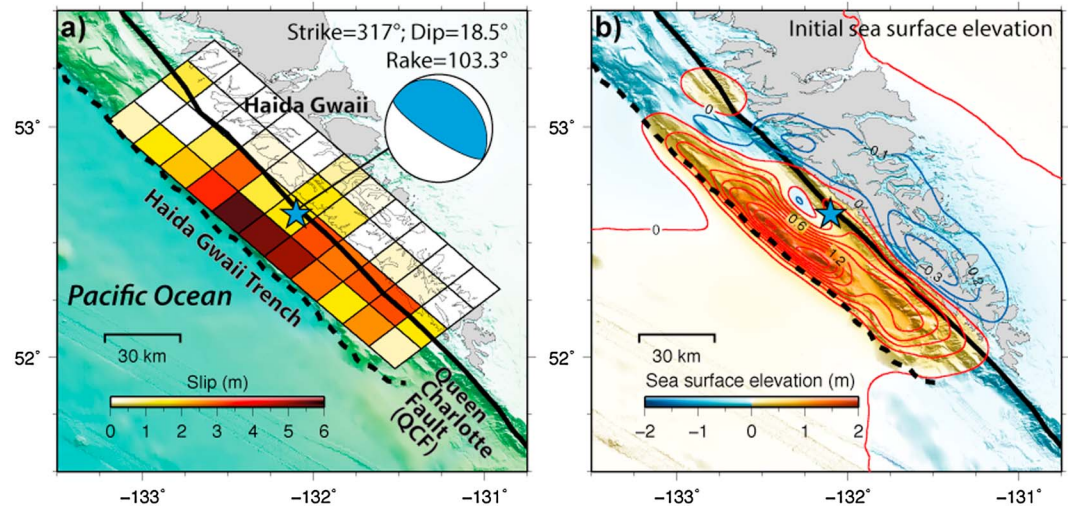 a)
Strike=317°; Dip=18.5°
Rake=103.3°
Haida Gwaii
Haida Gwaii Trench
Pacific Ocean
30 km
Slip (m)
0 1 2 3 4 5 6
Queen
Charlotte
Fault
(QCF)
53°
52°
−133° −132° −131°
b)
Initial sea surface elevation
0
0.1
0
0.6
0
1.2
0.3
0
30 km
Sea surface elevation (m)
−2 −1 0 1 2
53°
52°
−133° −132° −131°